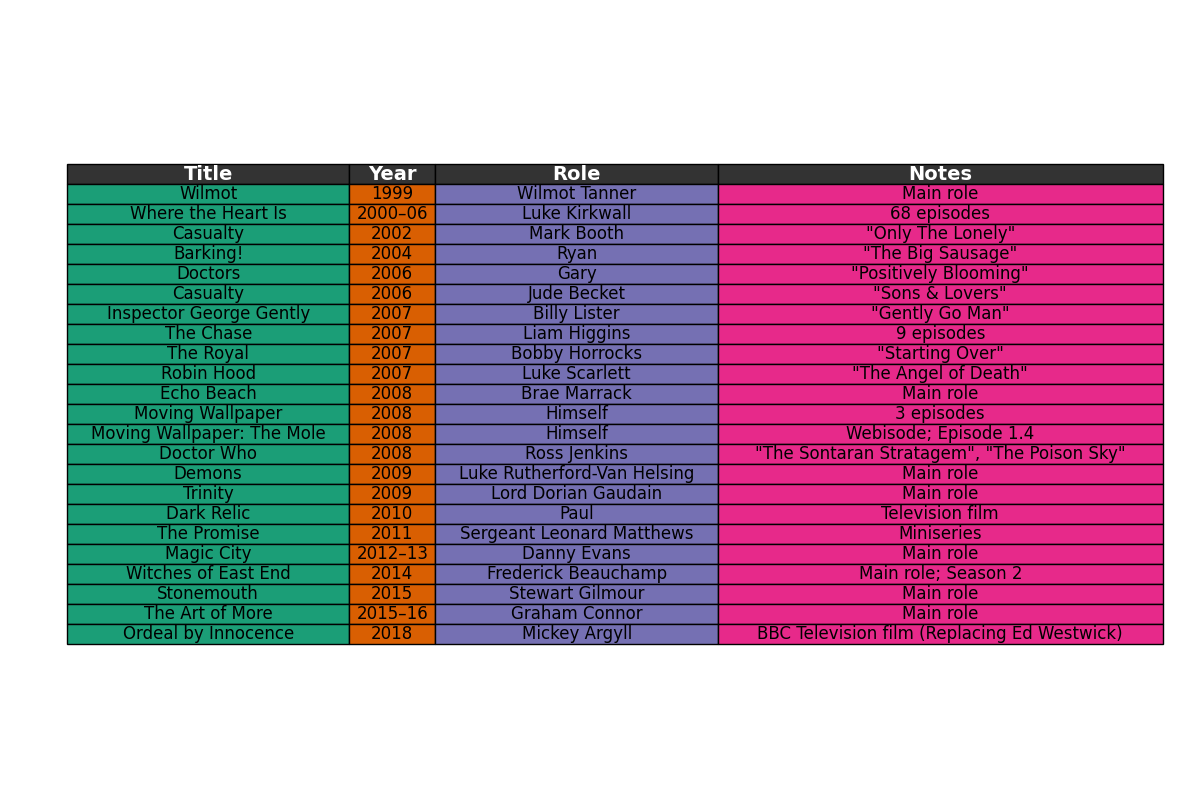 Title Year Role Notes
Wilmot 1999 Wilmot Tanner Main role
Where the Heart Is 2000–06 Luke Kirkwall 68 episodes
Casualty 2002 Mark Booth "Only The Lonely"
Barking! 2004 Ryan "The Big Sausage"
Doctors 2006 Gary "Positively Blooming"
Casualty 2006 Jude Becket "Sons & Lovers"
Inspector George Gently 2007 Billy Lister "Gently Go Man"
The Chase 2007 Liam Higgins 9 episodes
The Royal 2007 Bobby Horrocks "Starting Over"
Robin Hood 2007 Luke Scarlett "The Angel of Death"
Echo Beach 2008 Brae Marrack Main role
Moving Wallpaper 2008 Himself 3 episodes
Moving Wallpaper: The Mole 2008 Himself Webisode; Episode 1.4
Doctor Who 2008 Ross Jenkins "The Sontaran Stratagem", "The Poison Sky"
Demons 2009 Luke Rutherford-Van Helsing Main role
Trinity 2009 Lord Dorian Gaudain Main role
Dark Relic 2010 Paul Television film
The Promise 2011 Sergeant Leonard Matthews Miniseries
Magic City 2012–13 Danny Evans Main role
Witches of East End 2014 Frederick Beauchamp Main role; Season 2
Stonemouth 2015 Stewart Gilmour Main role
The Art of More 2015–16 Graham Connor Main role
Ordeal by Innocence 2018 Mickey Argyll BBC Television film (Replacing Ed Westwick)